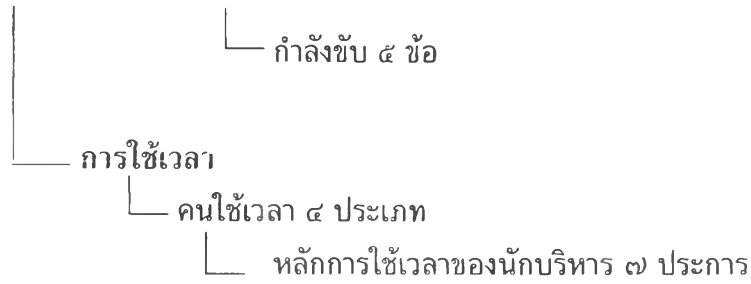 กำลังขับ ๕ ข้อ
การใช้เวลา
คนใช้เวลา ๔ ประเภท
หลักการใช้เวลาของนักบริหาร ๗ ประการ